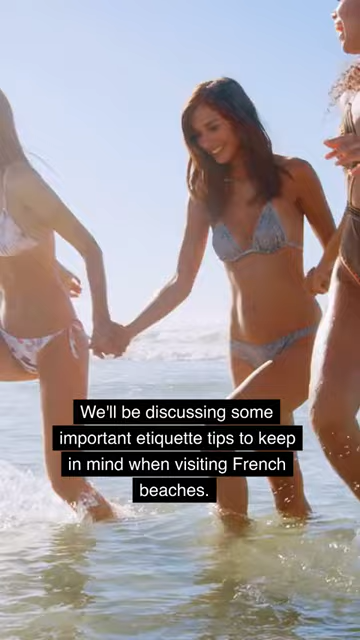 We'll be discussing some
important etiquette tips to keep
in mind when visiting French
beaches.